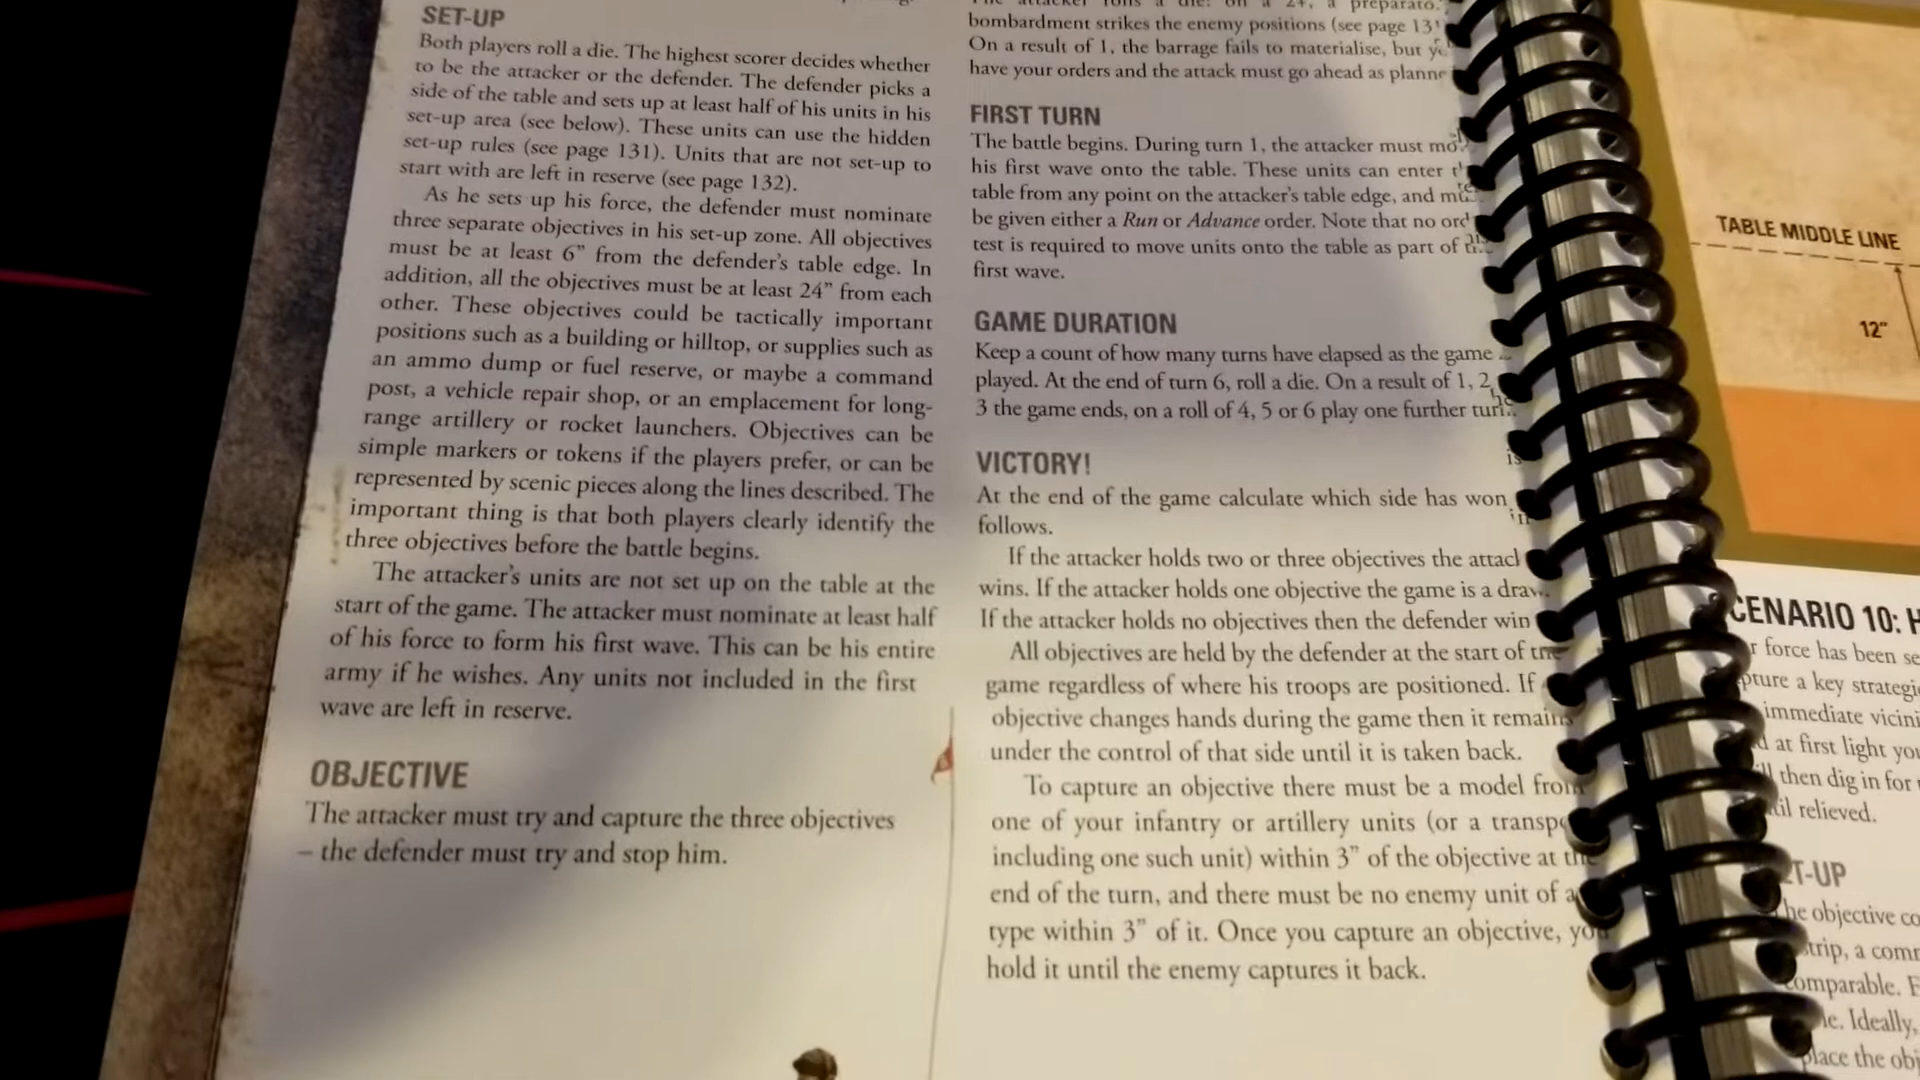 SET-UP
Both players roll a die. The highest scorer decides whether
to be the attacker or the defender. The defender picks a
side of the table and sets up at least half of his units in his
set-up area (see below). These units can use the hidden
set-up rules (see page 131). Units that are not set-up to
start with are left in reserve (see page 132).
As he sets up his force, the defender must nominate
three separate objectives in his set-up zone. All objectives
must be at least 6” from the defender’s table edge. In
addition, all the objectives must be at least 24” from each
other. These objectives could be tactically important
positions such as a building or hilltop, or supplies such as
an ammo dump or fuel reserve, or maybe a command
post, a vehicle repair shop, or an emplacement for long-
range artillery or rocket launchers. Objectives can be
simple markers or tokens if the players prefer, or can be
represented by scenic pieces along the lines described. The
important thing is that both players clearly identify the
three objectives before the battle begins.
The attacker’s units are not set up on the table at the
start of the game. The attacker must nominate at least half
of his force to form his first wave. This can be his entire
army if he wishes. Any units not included in the first
wave are left in reserve.
OBJECTIVE
The attacker must try and capture the three objectives
– the defender must try and stop him.
bombardment strikes the enemy positions (see page
On a result of 1, the barrage fails to materialise, but
have your orders and the attack must go ahead as
FIRST TURN
The battle begins. During turn 1, the attacker must
his first wave onto the table. These units can enter
table from any point on the attacker’s table edge, and
be given either a Run or Advance order. Note that no
test is required to move units onto the table as part of
first wave.
GAME DURATION
Keep a count of how many turns have elapsed as the game
played. At the end of turn 6, roll a die. On a result of 1, 2,
3 the game ends, on a roll of 4, 5 or 6 play one further
VICTORY!
At the end of the game calculate which side has won
follows.
If the attacker holds two or three objectives the
wins. If the attacker holds one objective the game is a
If the attacker holds no objectives then the defender
All objectives are held by the defender at the start of the
game regardless of where his troops are positioned. If
objective changes hands during the game then it remains
under the control of that side until it is taken back.
To capture an objective there must be a model from
one of your infantry or artillery units (or a
including one such unit) within 3” of the objective at the
end of the turn, and there must be no enemy unit of
type within 3” of it. Once you capture an objective, you
hold it until the enemy captures it back.
TABLE MIDDLE LINE
12”
SCENARIO 10:
force has been
a key
immediate
at first light
then dig in for
relieved.
SET-UP
objective
a
comparable.
Ideally,
place the